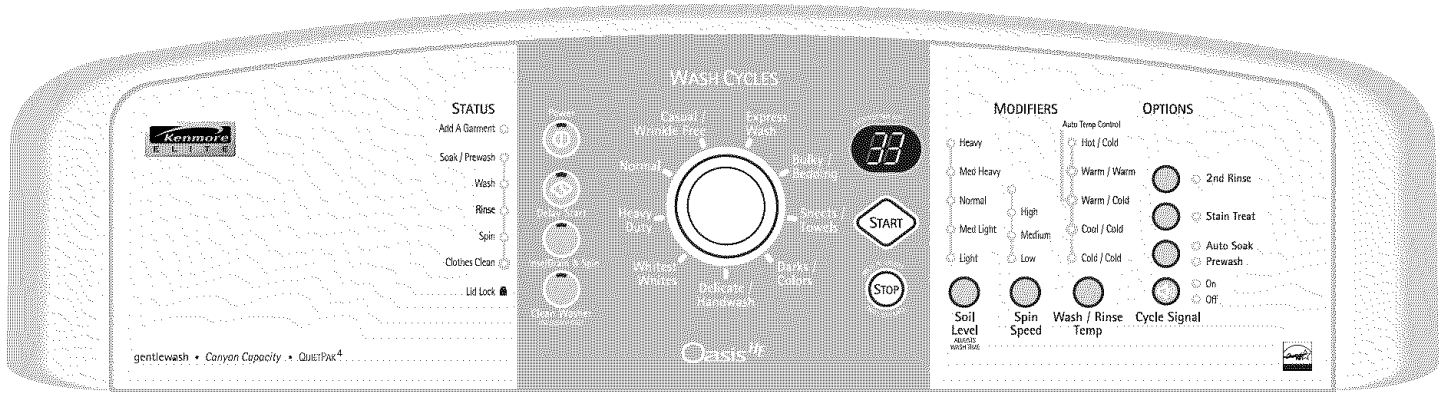 Kenmore
ELITE
STATUS
Add A Garment
Soak / Prewash
Wash
Rinse
Spin
Clothes Clean
Lid Lock
gentlewash • Canyon Capacity • QUIETPAK4
WASH CYCLES
Casual /
Wrinkle Free
Express
Wash
Normal
Bulky /
Bedding
Heavy
Duty
Sheets /
Towels
Darks /
Colors
Delicate /
Handwash
33
START
STOP
Oasis
MODIFIERS
OPTIONS
Auto Temp Control
Heavy
Med Heavy
Normal
Med Light
Light
High
Medium
Low
Hot / Cold
Warm / Warm
Warm / Cold
Cool / Cold
Cold / Cold
2nd Rinse
Stain Treat
Auto Soak
Prewash
On
Off
Soil
Level
ADJUSTS
WASH TIME
Spin
Speed
Wash / Rinse
Temp
Cycle Signal